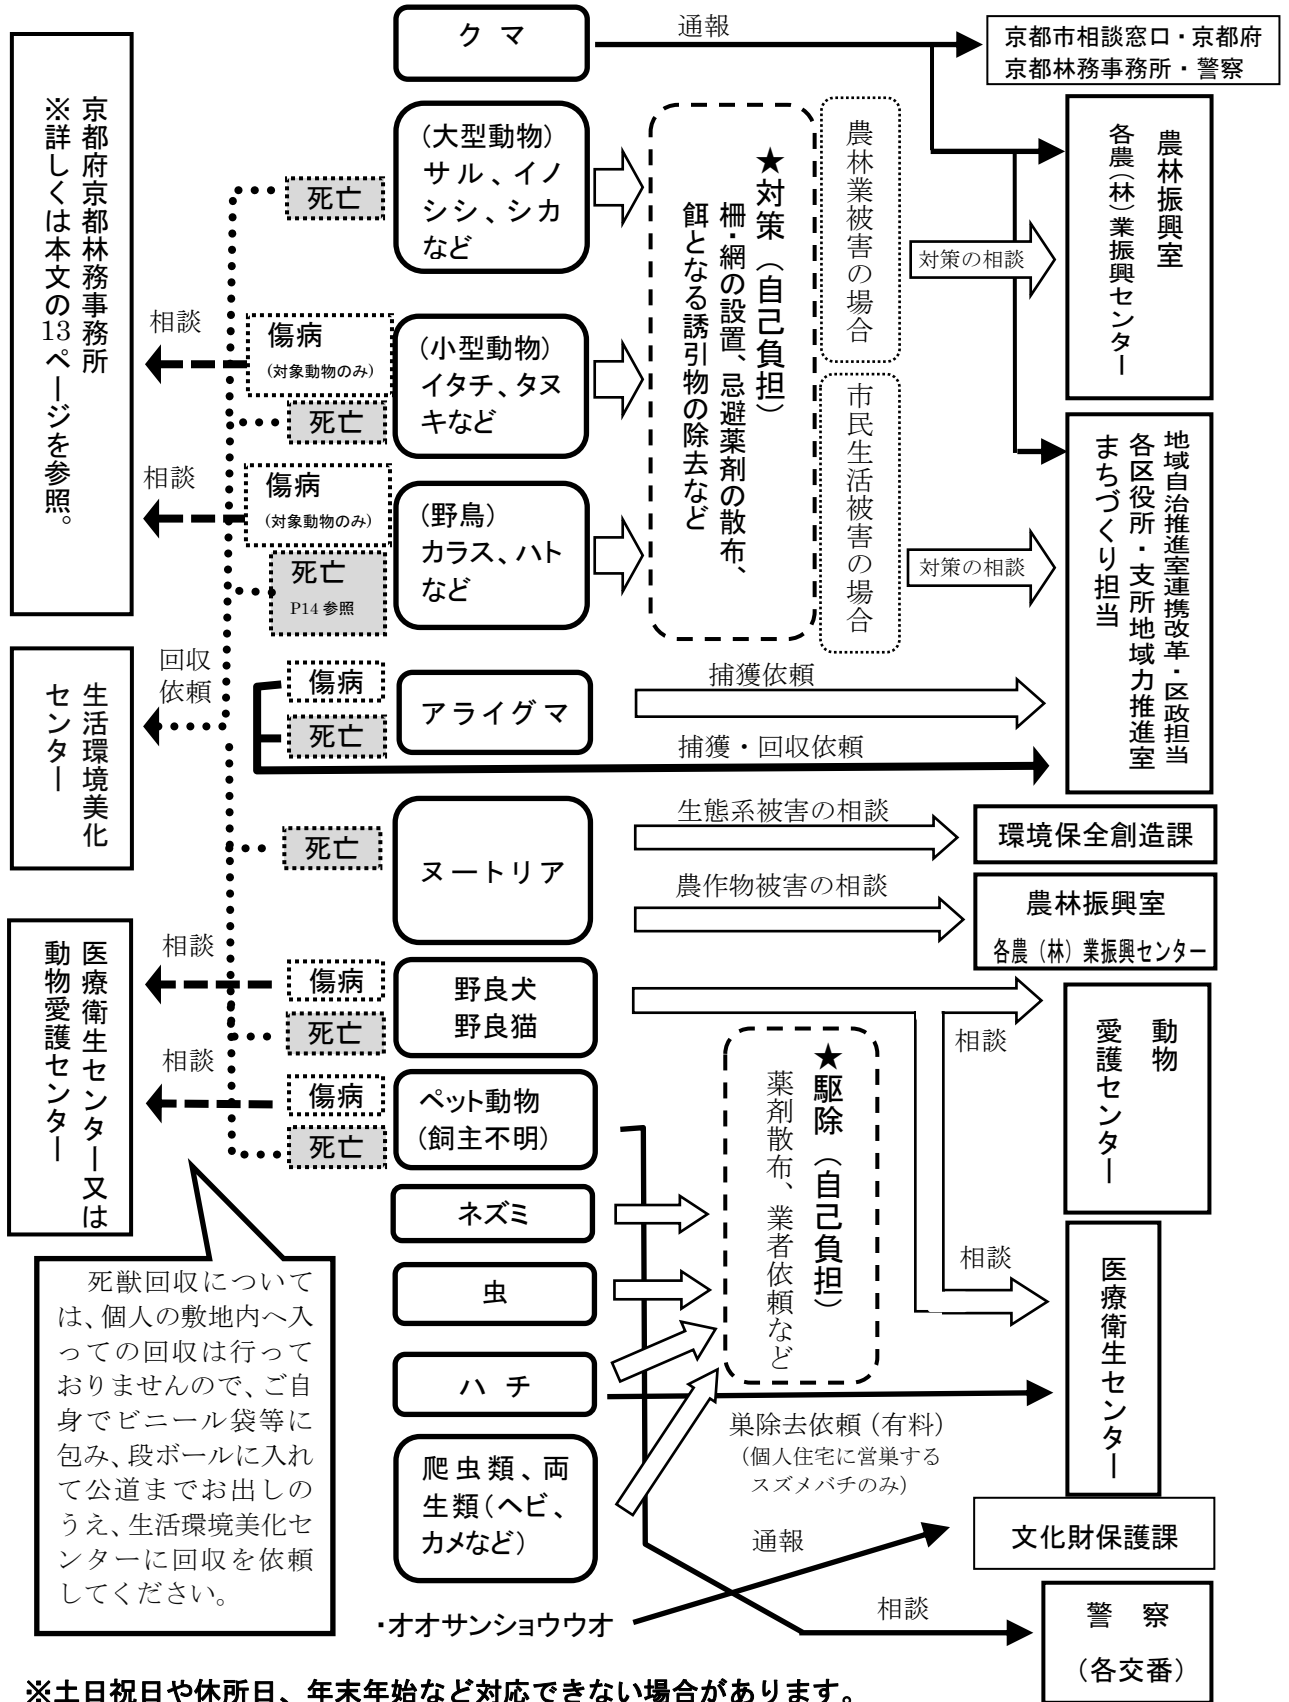 クマ
通報
京都市相談窓口・京都府
京都林務事務所・警察
京都府京都林務事務所
※詳しくは本文の13ページを参照。
(大型動物)
サル、イノ
シシ、シカ
など
死亡
★対策（自己負担）
柵・網の設置、忌避薬剤の散布、
餌となる誘引物の除去など
農林業被害の場合
対策の相談
農林振興室
各農（林）業振興センター
相談
傷病
(対象動物のみ)
死亡
(小型動物)
イタチ、タヌ
キなど
市民生活被害の場合
対策の相談
地域自治推進室連携改革・区政担当
各区役所・支所地域力推進室
まちづくり担当
相談
傷病
(対象動物のみ)
死亡
P14 参照
(野鳥)
カラス、ハト
など
生活環境美化
センター
回収
依頼
傷病
死亡
アライグマ
捕獲依頼
捕獲・回収依頼
死亡
ヌートリア
生態系被害の相談
環境保全創造課
農作物被害の相談
農林振興室
各農（林）業振興センター
医療衛生センター又は
動物愛護センター
相談
傷病
死亡
野良犬
野良猫
相談
動物
愛護センター
相談
傷病
死亡
ペット動物
(飼主不明)
★駆除（自己負担）
薬剤散布、業者依頼など
ネズミ
虫
相談
医療衛生センター
ハチ
巣除去依頼（有料）
（個人住宅に営巣する
スズメバチのみ）
爬虫類、両
生類(ヘビ、
カメなど)
死獣回収について
は、個人の敷地内へ入
っての回収は行って
おりませんので、ご自
身でビニール袋等に
包み、段ボールに入れ
て公道までお出しの
うえ、生活環境美化セ
ンターに回収を依頼
してください。
通報
文化財保護課
・オオサンショウウオ
相談
警察
（各交番）
※土日祝日や休所日、年末年始など対応できない場合があります。